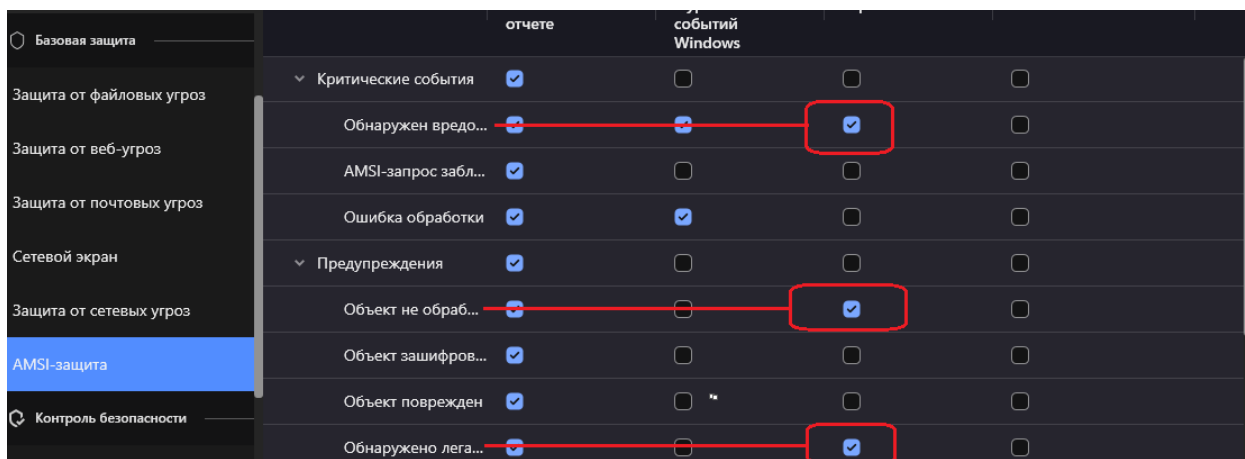 отчете
событий
Windows
Базовая защита
Защита от файловых угроз
Защита от веб-угроз
Защита от почтовых угроз
Сетевой экран
Защита от сетевых угроз
AMSI-защита
Контроль безопасности
Критические события
Обнаружен вредо...
AMSI-запрос забл...
Ошибка обработки
Предупреждения
Объект не обраб...
Объект зашифров...
Объект поврежден
Обнаружено лега...